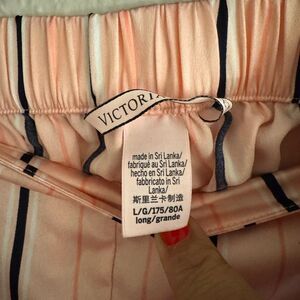 VICTORIA
made in Sri Lanka/
fabriqué au Sri Lanka/
hecho en Sri Lanka/
fabbricato in Sri
Lanka/
斯里兰卡制造
L/G/175/80A
long/grande